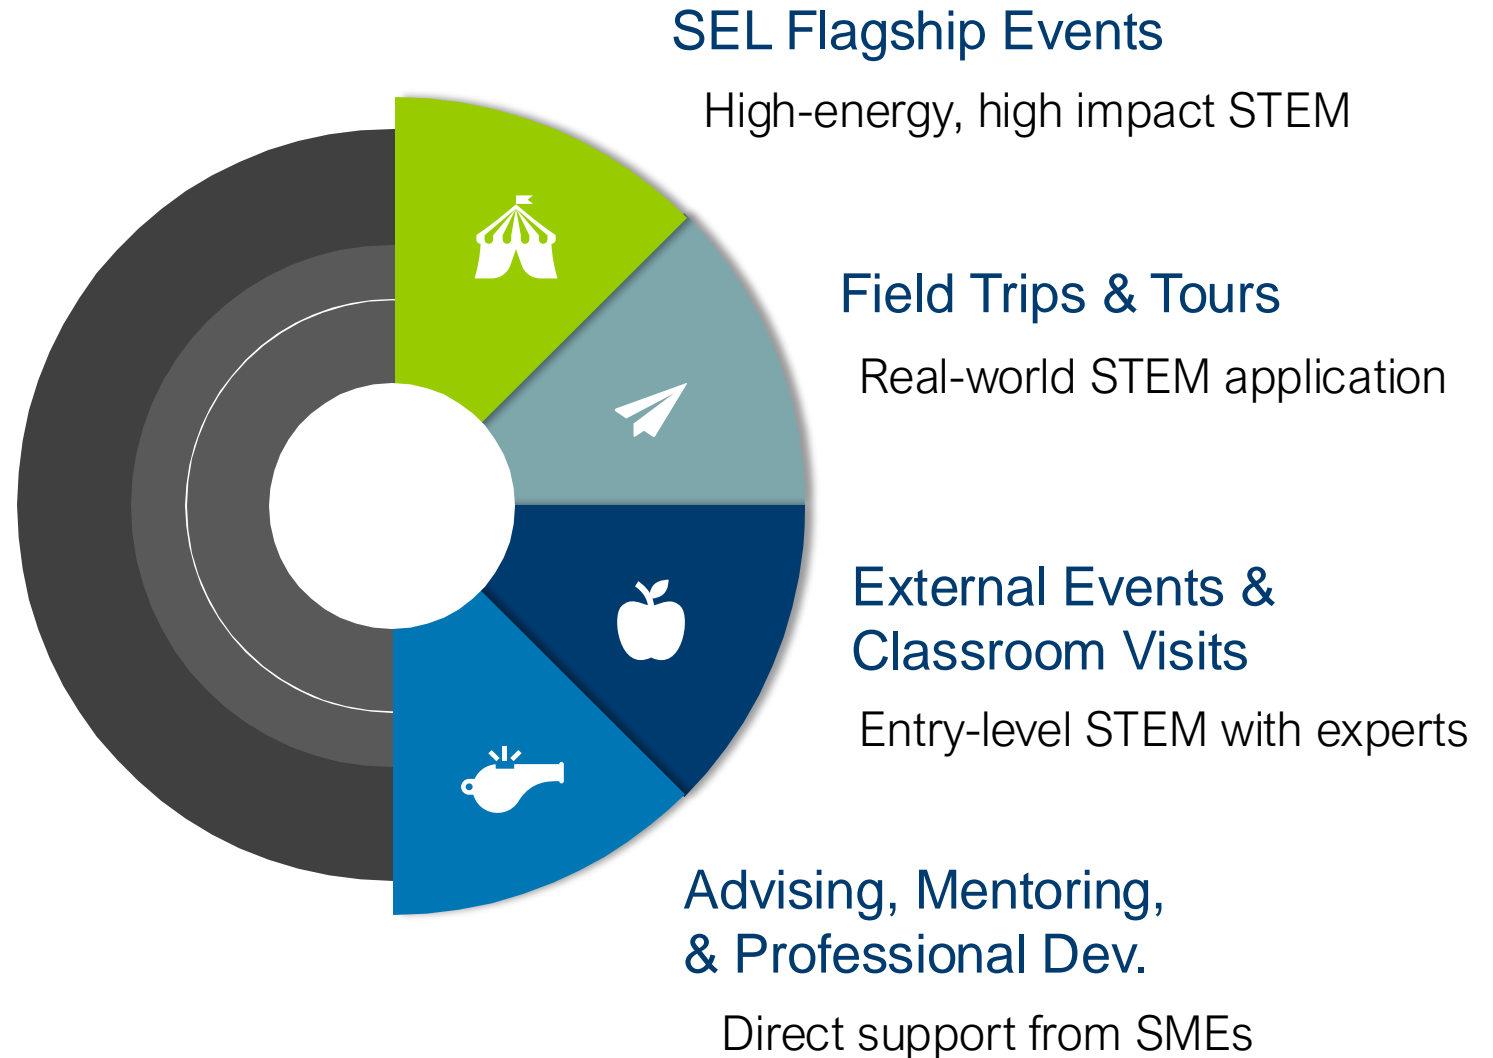 SEL Flagship Events
High-energy, high impact STEM
Field Trips & Tours
Real-world STEM application
External Events &
Classroom Visits
Entry-level STEM with experts
Advising, Mentoring,
& Professional Dev.
Direct support from SMEs